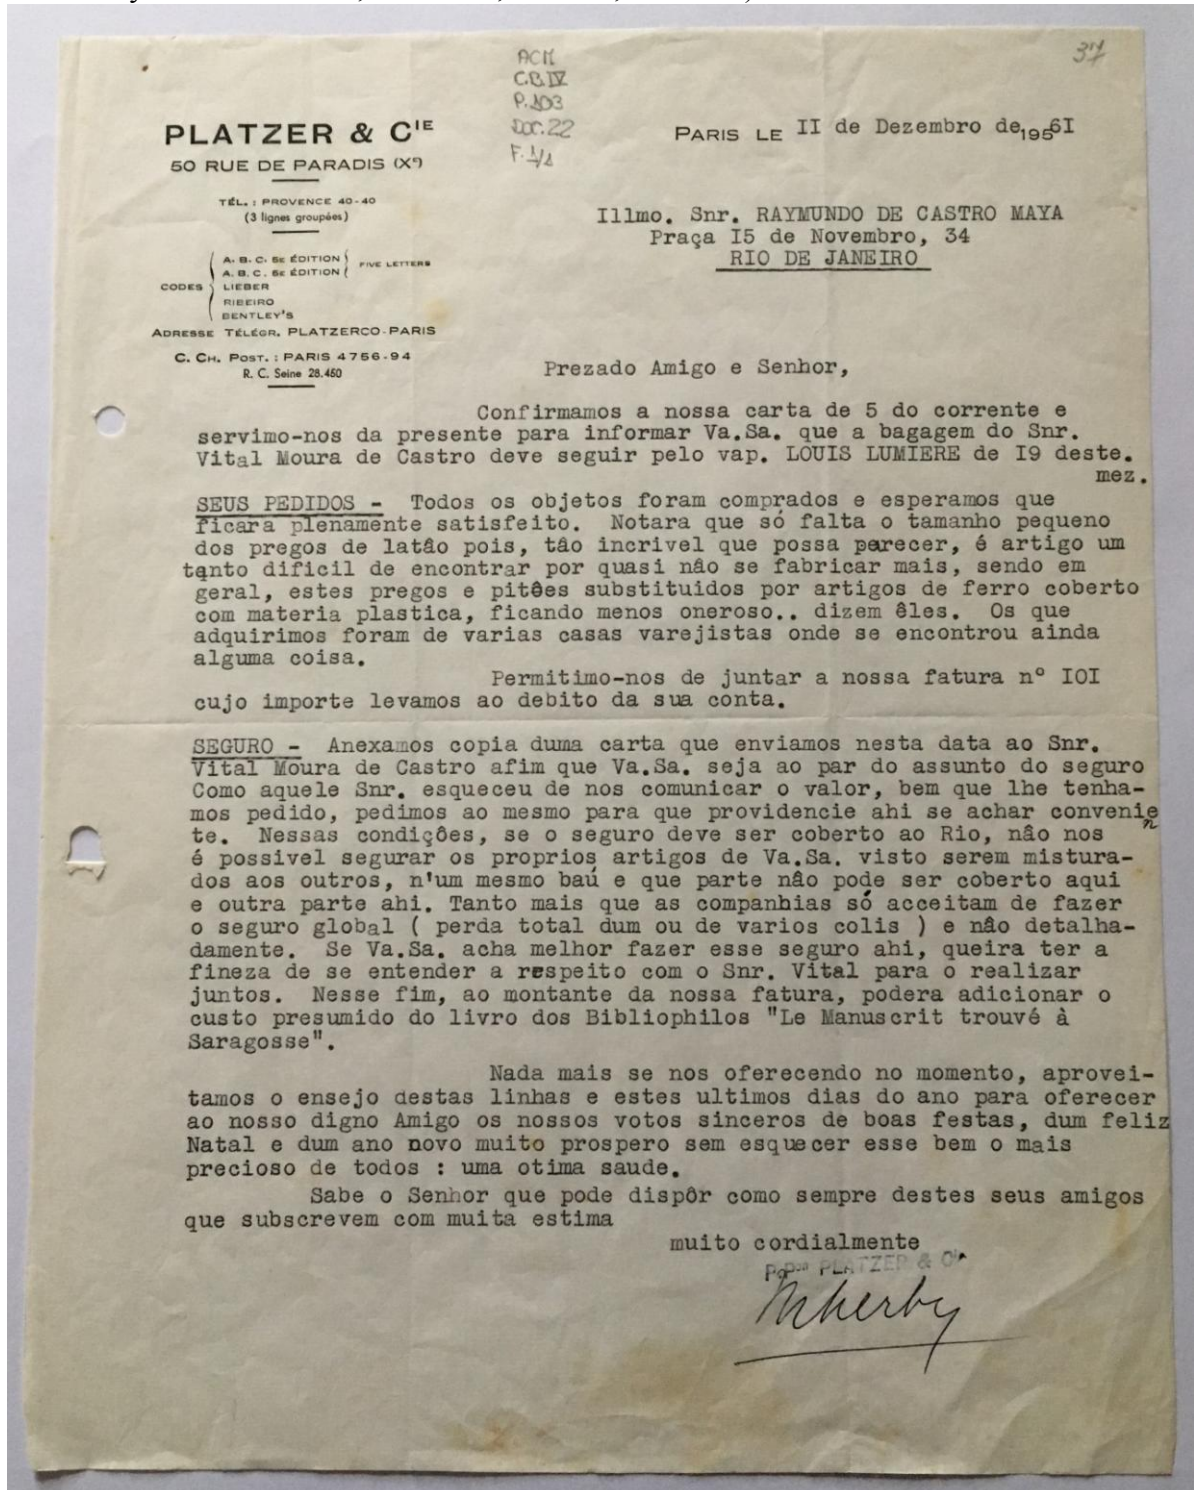 ACM
C.B.IV
P.103
DOC.22
F.1/1
37
PLATZER & CIE
50 RUE DE PARADIS (Xe)
TÉL. : PROVENCE 40-40
(3 lignes groupées)
CODES
A. B. C. 5E ÉDITION
A. B. C. 6E ÉDITION
FIVE LETTERS
LIEBER
RIBEIRO
BENTLEY'S
ADRESSE TÉLÉGR. PLATZERCO-PARIS
C. CH. POST. : PARIS 4756-94
R. C. Seine 28.450
PARIS LE II de Dezembro de 1961
Illmo. Snr. RAYMUNDO DE CASTRO MAYA
Praça I5 de Novembro, 34
RIO DE JANEIRO
Prezado Amigo e Senhor,
Confirmamos a nossa carta de 5 do corrente e
servimo-nos da presente para informar Va.Sa. que a bagagem do Snr.
Vital Moura de Castro deve seguir pelo vap. LOUIS LUMIERE de I9 deste.
mez.
SEUS PEDIDOS - Todos os objetos foram comprados e esperamos que
ficara plenamente satisfeito. Notara que só falta o tamanho pequeno
dos pregos de latâo pois, tâo incrivel que possa parecer, é artigo um
tanto dificil de encontrar por quasi nâo se fabricar mais, sendo em
geral, estes pregos e pitôes substituidos por artigos de ferro coberto
com materia plastica, ficando menos oneroso.. dizem êles. Os que
adquirimos foram de varias casas varejistas onde se encontrou ainda
alguma coisa.
Permitimo-nos de juntar a nossa fatura nº IOI
cujo importe levamos ao debito da sua conta.
SEGURO - Anexamos copia duma carta que enviamos nesta data ao Snr.
Vital Moura de Castro afim que Va.Sa. seja ao par do assunto do seguro
Como aquele Snr. esqueceu de nos comunicar o valor, bem que lhe tenha-
mos pedido, pedimos ao mesmo para que providencie ahi se achar convenien
te. Nessas condiçôes, se o seguro deve ser coberto ao Rio, nâo nos
é possivel segurar os proprios artigos de Va.Sa. visto serem mistura-
dos aos outros, n'um mesmo baú e que parte nâo pode ser coberto aqui
e outra parte ahi. Tanto mais que as companhias só acceitam de fazer
o seguro global ( perda total dum ou de varios colis ) e nâo detalha-
damente. Se Va.Sa. acha melhor fazer esse seguro ahi, queira ter a
fineza de se entender a respeito com o Snr. Vital para o realizar
juntos. Nesse fim, ao montante da nossa fatura, podera adicionar o
custo presumido do livro dos Bibliophilos "Le Manuscrit trouvé à
Saragosse".
Nada mais se nos oferecendo no momento, aprovei-
tamos o ensejo destas linhas e estes ultimos dias do ano para oferecer
ao nosso digno Amigo os nossos votos sinceros de boas festas, dum feliz
Natal e dum ano novo muito prospero sem esquecer esse bem o mais
precioso de todos : uma otima saude.
Sabe o Senhor que pode dispôr como sempre destes seus amigos
que subscrevem com muita estima
muito cordialmente
P.Pon PLATZER & Cie